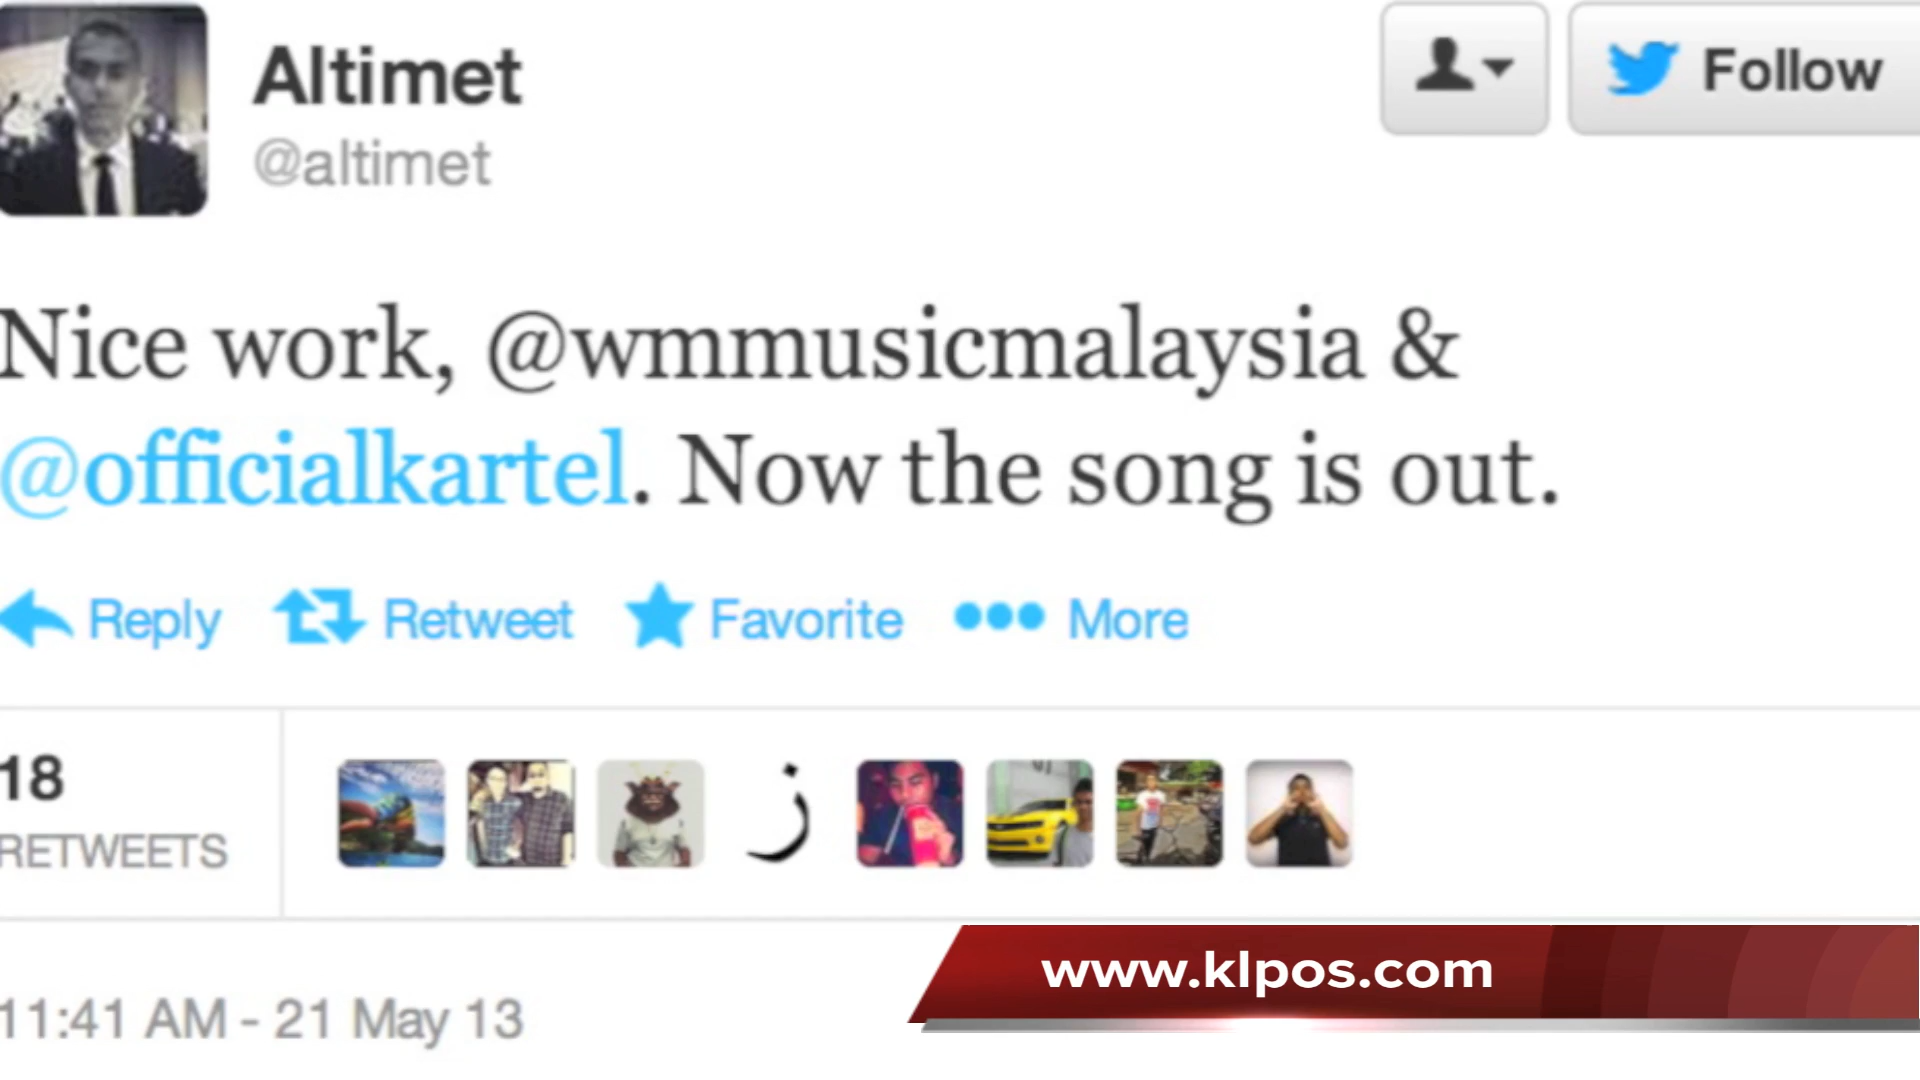 Altimet
@altimet
Follow
Nice work, @wmmusicmalaysia &
@officialkartel. Now the song is out.
Reply Retweet Favorite More
18
RETWEETS
ز
11:41 AM - 21 May 13
www.klpos.com